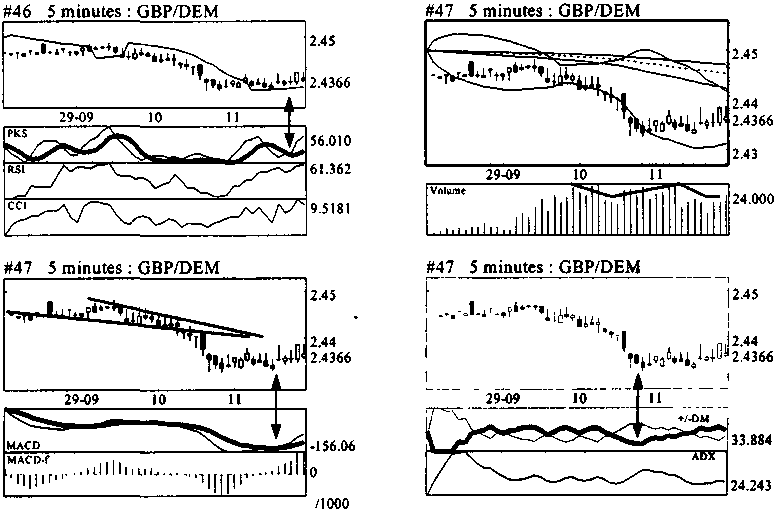 #46 5 minutes : GBP/DEM
2.45
2.4366
29-09 10 11
PKS
56.010
RSI
61.362
CCI
9.5181
#47 5 minutes : GBP/DEM
2.45
2.44
2.4366
2.43
29-09 10 11
Volume
24.000
#47 5 minutes : GBP/DEM
2.45
2.44
2.4366
29-09 10 11
MACD
-156.06
MACD-f
0
/1000
#47 5 minutes : GBP/DEM
2.45
2.44
2.4366
29-09 10 11
+/-DM
33.884
ADX
24.243